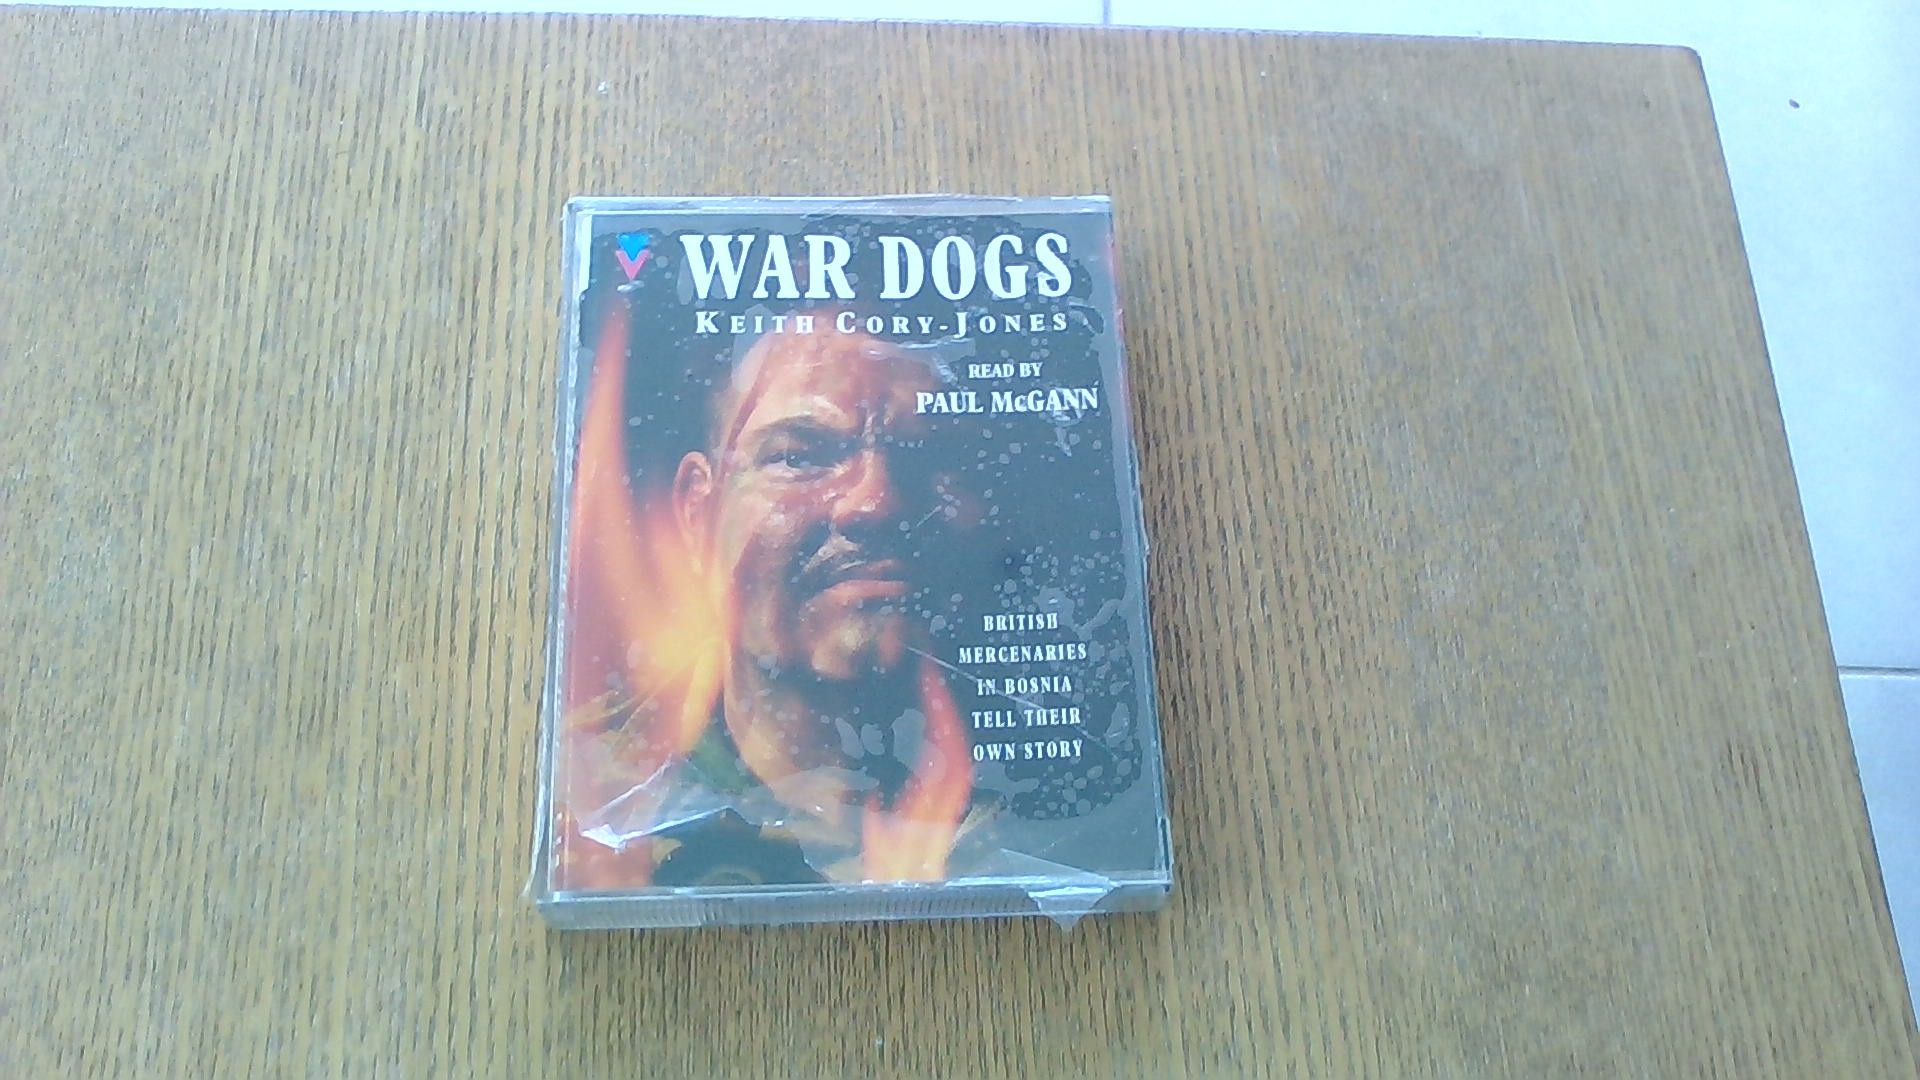 WAR DOGS
KEITH CORY-JONES
READ BY
PAUL McGANN
BRITISH
MERCENARIES
IN BOSNIA
TELL THEIR
OWN STORY